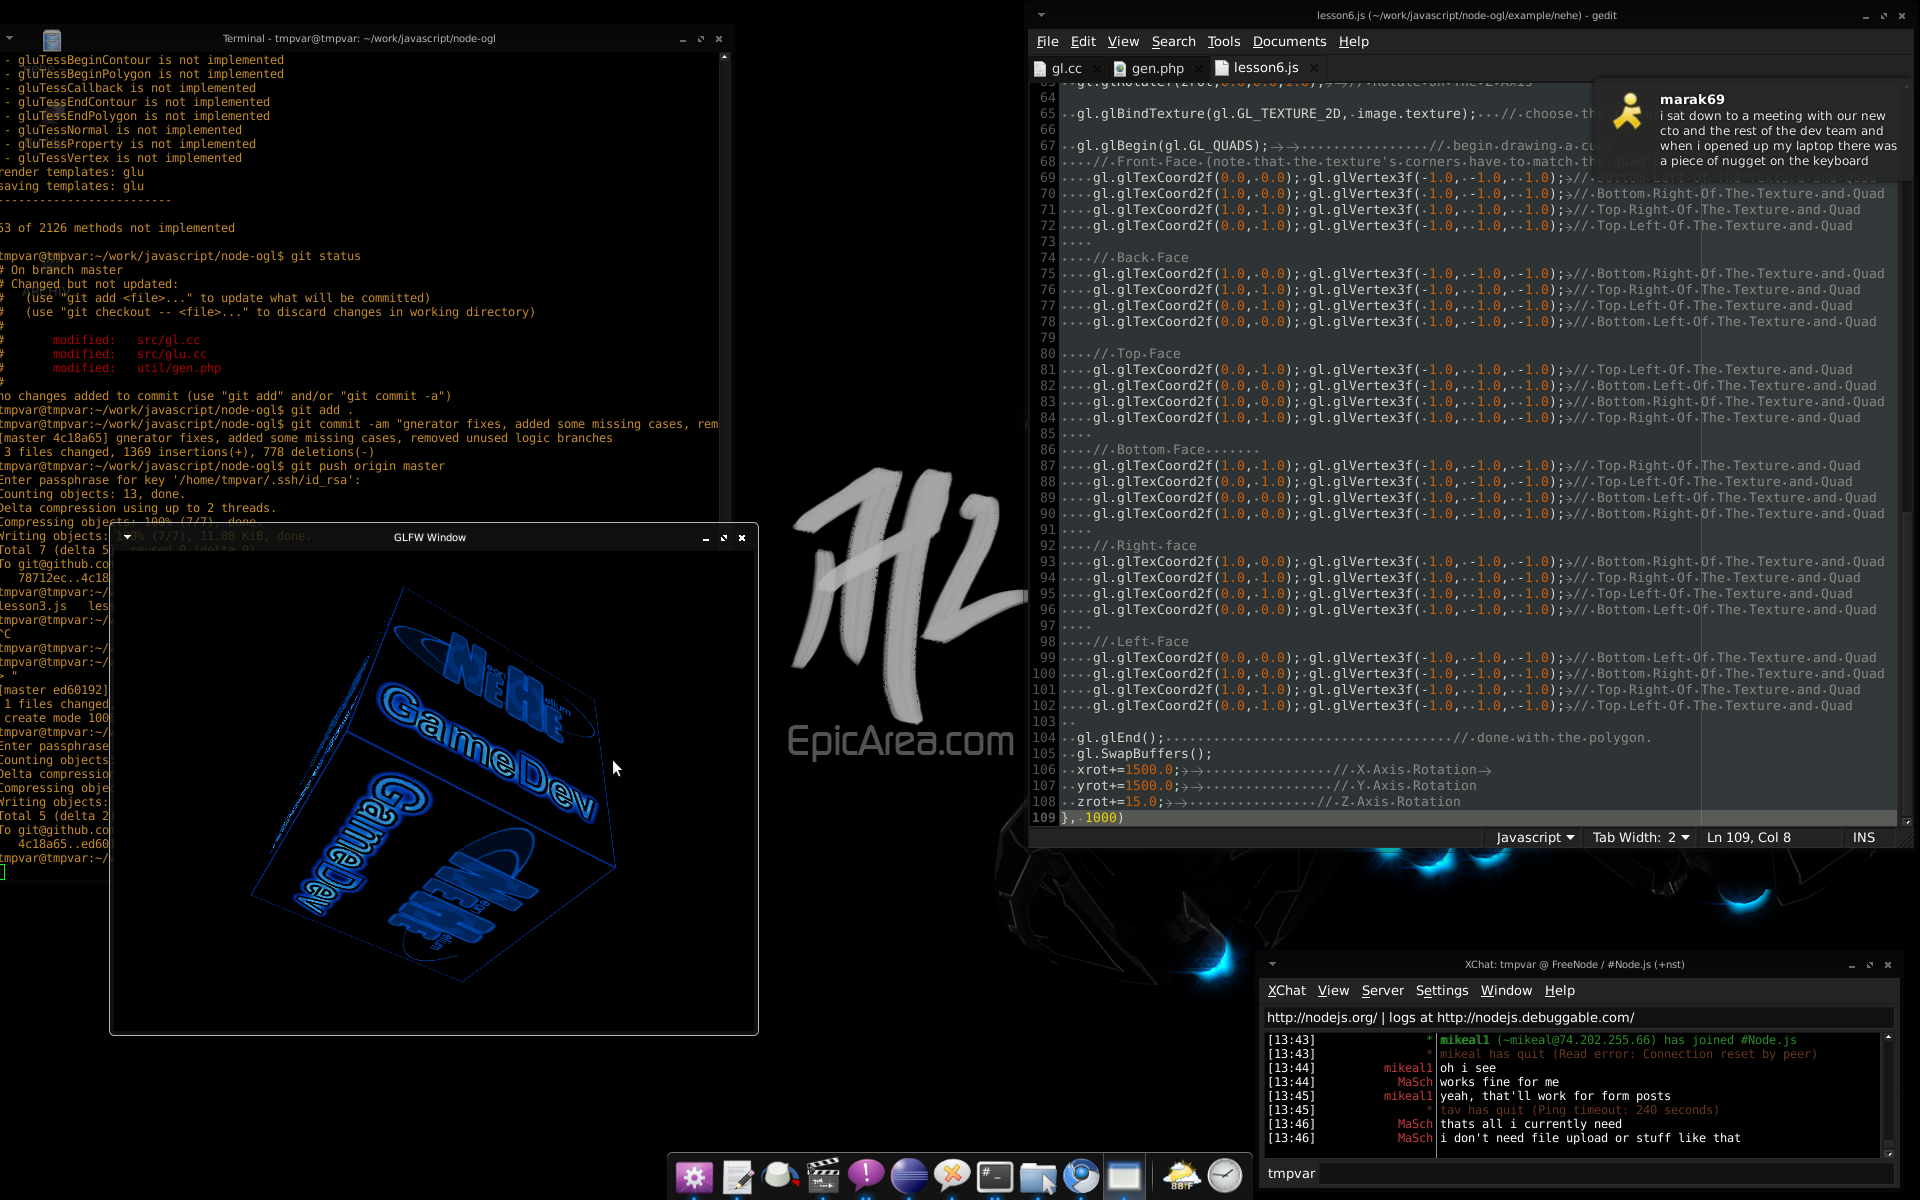 Terminal - tmpvar@tmpvar: ~/work/javascript/node-ogl
- gluTessBeginContour is not implemented
- gluTessBeginPolygon is not implemented
- gluTessCallback is not implemented
- gluTessEndContour is not implemented
- gluTessEndPolygon is not implemented
- gluTessNormal is not implemented
- gluTessProperty is not implemented
- gluTessVertex is not implemented
render templates: glu
saving templates: glu
-------------------------
53 of 2126 methods not implemented
tmpvar@tmpvar:~/work/javascript/node-ogl$ git status
# On branch master
# Changed but not updated:
#   (use "git add <file>..." to update what will be committed)
#   (use "git checkout -- <file>..." to discard changes in working directory)
#
#       modified:   src/gl.cc
#       modified:   src/glu.cc
#       modified:   util/gen.php
#
no changes added to commit (use "git add" and/or "git commit -a")
tmpvar@tmpvar:~/work/javascript/node-ogl$ git add .
tmpvar@tmpvar:~/work/javascript/node-ogl$ git commit -am "gnerator fixes, added some missing cases, rem
[master 4c18a65] gnerator fixes, added some missing cases, removed unused logic branches
3 files changed, 1369 insertions(+), 778 deletions(-)
tmpvar@tmpvar:~/work/javascript/node-ogl$ git push origin master
Enter passphrase for key '/home/tmpvar/.ssh/id_rsa':
Counting objects: 13, done.
Delta compression using up to 2 threads.
Compressing objects: 100% (7/7), done.
Writing objects: 100% (7/7), 11.08 KiB, done.
Total 7 (delta 5), reused 0 (delta 0)
To git@github.co
78712ec..4c18
tmpvar@tmpvar:~/
lesson3.js   les
tmpvar@tmpvar:~/
^C
tmpvar@tmpvar:~/
tmpvar@tmpvar:~/
> "
[master ed60192]
1 files changed,
create mode 100
tmpvar@tmpvar:~/
Enter passphrase
Counting objects:
Delta compression
Compressing objec
Writing objects:
Total 5 (delta 2
To git@github.co
4c18a65..ed60
tmpvar@tmpvar:~/
GLFW Window
NeHe
GameDev
GameDev
NeHe
EpicArea.com
lesson6.js (~/work/javascript/node-ogl/example/nehe) - gedit
File Edit View Search Tools Documents Help
gl.cc gen.php lesson6.js
64
65 gl.glBindTexture(gl.GL_TEXTURE_2D, image.texture); // choose the
66
67 gl.glBegin(gl.GL_QUADS); // begin drawing a cube
68 // Front Face (note that the texture's corners have to match the quad's
69 gl.glTexCoord2f(0.0, 0.0); gl.glVertex3f(-1.0, -1.0, 1.0); // Bottom Left Of The Texture and Quad
70 gl.glTexCoord2f(1.0, 0.0); gl.glVertex3f( 1.0, -1.0, 1.0); // Bottom Right Of The Texture and Quad
71 gl.glTexCoord2f(1.0, 1.0); gl.glVertex3f( 1.0, 1.0, 1.0); // Top Right Of The Texture and Quad
72 gl.glTexCoord2f(0.0, 1.0); gl.glVertex3f(-1.0, 1.0, 1.0); // Top Left Of The Texture and Quad
73
74 // Back Face
75 gl.glTexCoord2f(1.0, 0.0); gl.glVertex3f(-1.0, -1.0, -1.0); // Bottom Right Of The Texture and Quad
76 gl.glTexCoord2f(1.0, 1.0); gl.glVertex3f(-1.0, 1.0, -1.0); // Top Right Of The Texture and Quad
77 gl.glTexCoord2f(0.0, 1.0); gl.glVertex3f( 1.0, 1.0, -1.0); // Top Left Of The Texture and Quad
78 gl.glTexCoord2f(0.0, 0.0); gl.glVertex3f( 1.0, -1.0, -1.0); // Bottom Left Of The Texture and Quad
79
80 // Top Face
81 gl.glTexCoord2f(0.0, 1.0); gl.glVertex3f(-1.0, 1.0, -1.0); // Top Left Of The Texture and Quad
82 gl.glTexCoord2f(0.0, 0.0); gl.glVertex3f(-1.0, 1.0, 1.0); // Bottom Left Of The Texture and Quad
83 gl.glTexCoord2f(1.0, 0.0); gl.glVertex3f( 1.0, 1.0, 1.0); // Bottom Right Of The Texture and Quad
84 gl.glTexCoord2f(1.0, 1.0); gl.glVertex3f( 1.0, 1.0, -1.0); // Top Right Of The Texture and Quad
85
86 // Bottom Face
87 gl.glTexCoord2f(1.0, 1.0); gl.glVertex3f(-1.0, -1.0, -1.0); // Top Right Of The Texture and Quad
88 gl.glTexCoord2f(0.0, 1.0); gl.glVertex3f( 1.0, -1.0, -1.0); // Top Left Of The Texture and Quad
89 gl.glTexCoord2f(0.0, 0.0); gl.glVertex3f( 1.0, -1.0, 1.0); // Bottom Left Of The Texture and Quad
90 gl.glTexCoord2f(1.0, 0.0); gl.glVertex3f(-1.0, -1.0, 1.0); // Bottom Right Of The Texture and Quad
91
92 // Right face
93 gl.glTexCoord2f(1.0, 0.0); gl.glVertex3f( 1.0, -1.0, -1.0); // Bottom Right Of The Texture and Quad
94 gl.glTexCoord2f(1.0, 1.0); gl.glVertex3f( 1.0, 1.0, -1.0); // Top Right Of The Texture and Quad
95 gl.glTexCoord2f(0.0, 1.0); gl.glVertex3f( 1.0, 1.0, 1.0); // Top Left Of The Texture and Quad
96 gl.glTexCoord2f(0.0, 0.0); gl.glVertex3f( 1.0, -1.0, 1.0); // Bottom Left Of The Texture and Quad
97
98 // Left Face
99 gl.glTexCoord2f(0.0, 0.0); gl.glVertex3f(-1.0, -1.0, -1.0); // Bottom Left Of The Texture and Quad
100 gl.glTexCoord2f(1.0, 0.0); gl.glVertex3f(-1.0, -1.0, 1.0); // Bottom Right Of The Texture and Quad
101 gl.glTexCoord2f(1.0, 1.0); gl.glVertex3f(-1.0, 1.0, 1.0); // Top Right Of The Texture and Quad
102 gl.glTexCoord2f(0.0, 1.0); gl.glVertex3f(-1.0, 1.0, -1.0); // Top Left Of The Texture and Quad
103
104 gl.glEnd(); // done with the polygon.
105 gl.SwapBuffers();
106 xrot+=1500.0; // X Axis Rotation
107 yrot+=1500.0; // Y Axis Rotation
108 zrot+=15.0; // Z Axis Rotation
109 }, 1000)
Javascript Tab Width: 2 Ln 109, Col 8 INS
marak69
i sat down to a meeting with our new
cto and the rest of the dev team and
when i opened up my laptop there was
a piece of nugget on the keyboard
XChat: tmpvar @ FreeNode / #Node.js (+nst)
XChat View Server Settings Window Help
http://nodejs.org/ | logs at http://nodejs.debuggable.com/
[13:43] * mikeal1 (~mikeal@74.202.255.66) has joined #Node.js
[13:43] * mikeal has quit (Read error: Connection reset by peer)
[13:44] mikeal1 oh i see
[13:44] MaSch works fine for me
[13:45] mikeal1 yeah, that'll work for form posts
[13:45] * tav has quit (Ping timeout: 240 seconds)
[13:46] MaSch thats all i currently need
[13:46] MaSch i don't need file upload or stuff like that
tmpvar
88°F